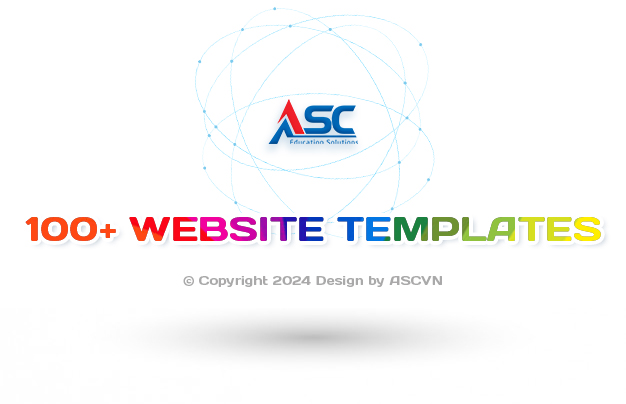 ASC
Education Solutions
100+ WEBSITE TEMPLATES
© Copyright 2024 Design by ASCVN